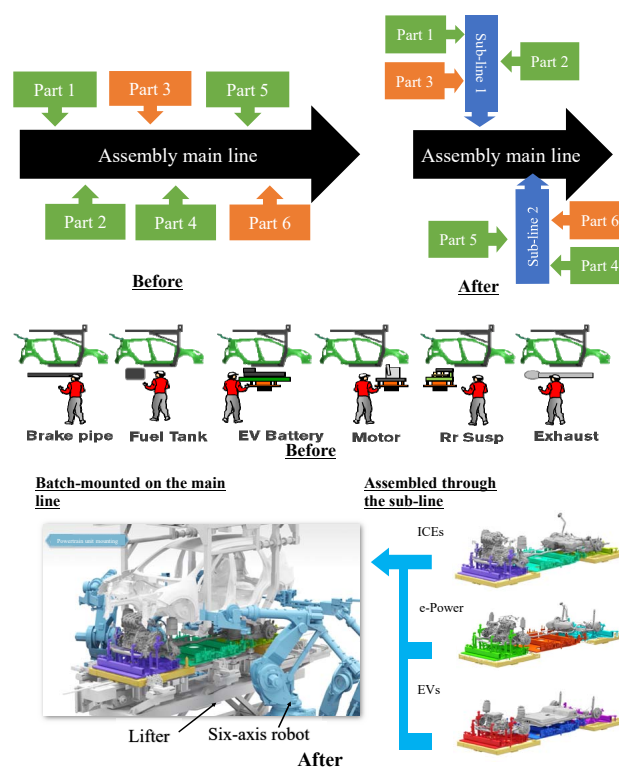 Part 1
Part 3
Part 5
Assembly main line
Part 2
Part 4
Part 6
Before
Part 1
Part 3
Sub-line 1
Part 2
Assembly main line
Part 5
Sub-line 2
Part 6
Part 4
After
Brake pipe
Fuel Tank
EV Battery
Motor
Rr Susp
Exhaust
Before
Batch-mounted on the main
line
Assembled through
the sub-line
Powertrain unit mounting
ICEs
e-Power
EVs
Lifter
Six-axis robot
After